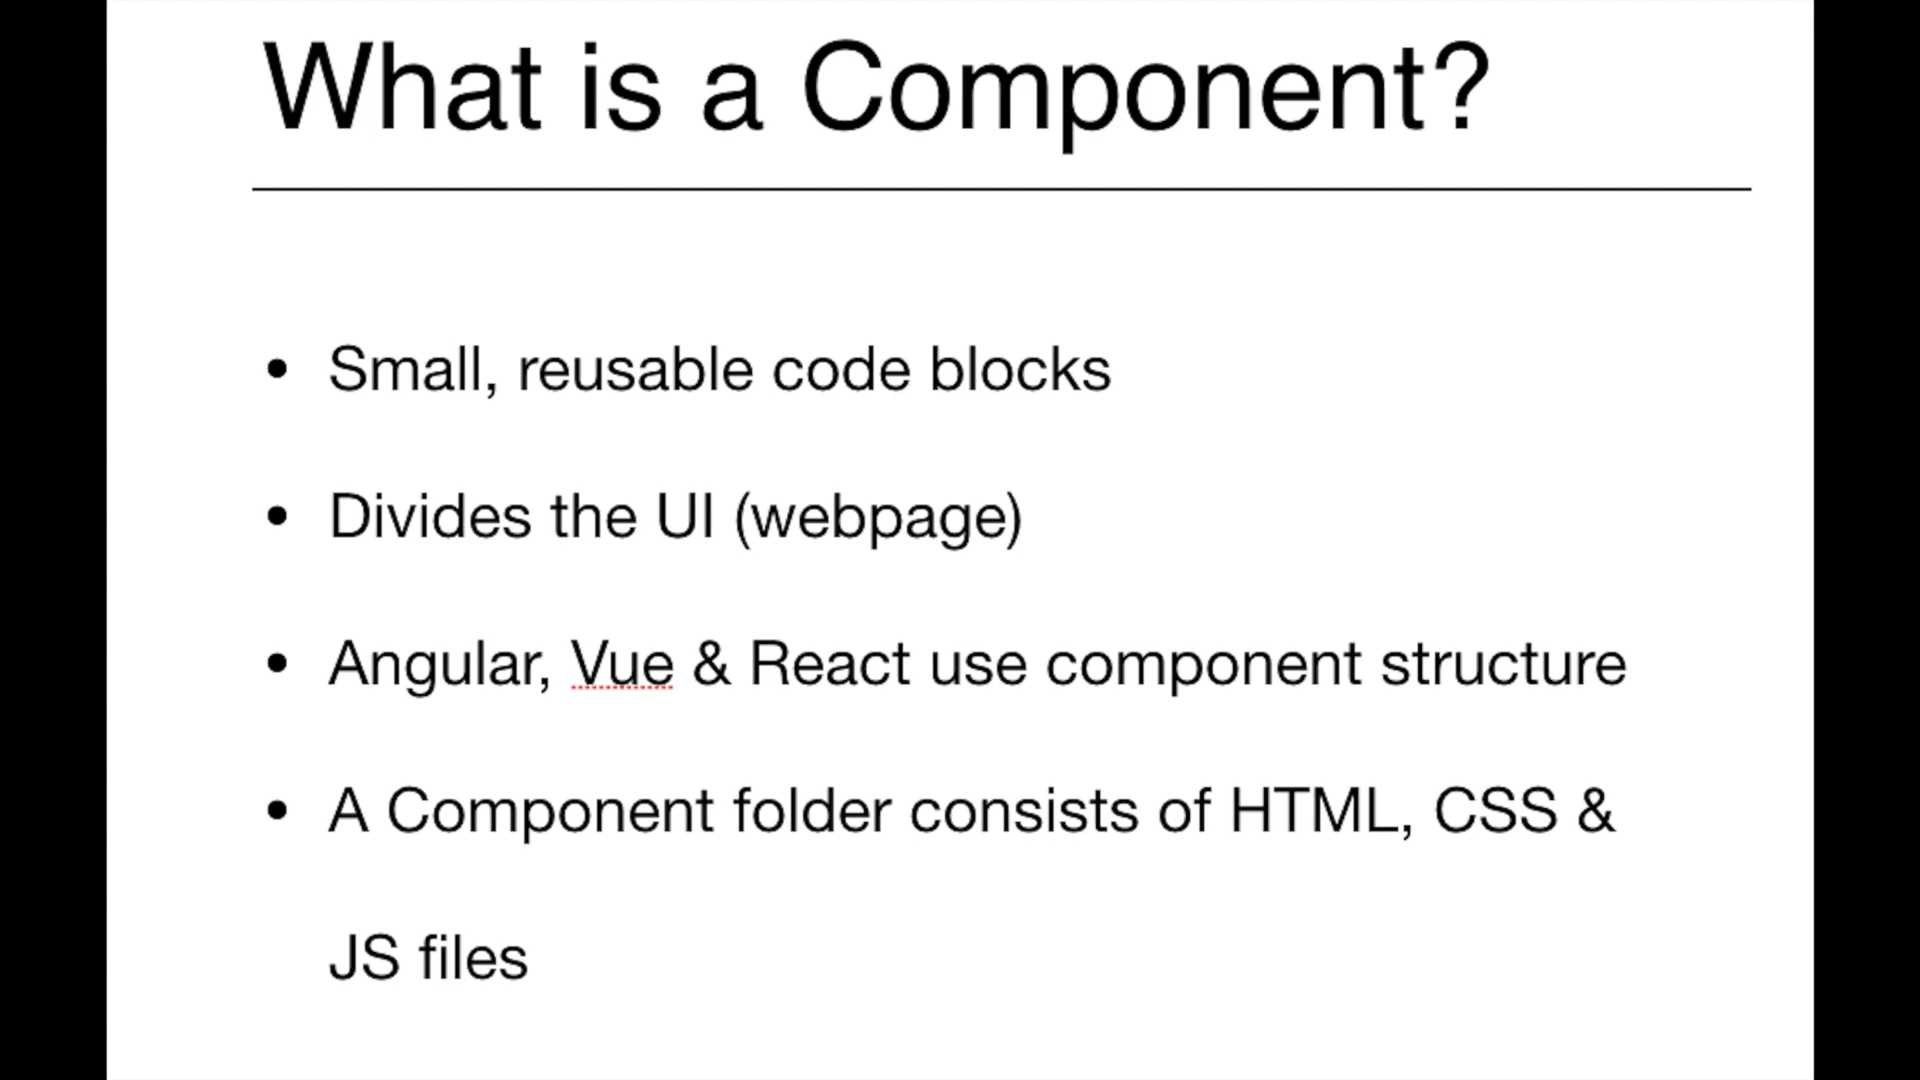 What is a Component?
• Small, reusable code blocks
• Divides the UI (webpage)
• Angular, Vue & React use component structure
• A Component folder consists of HTML, CSS &
JS files